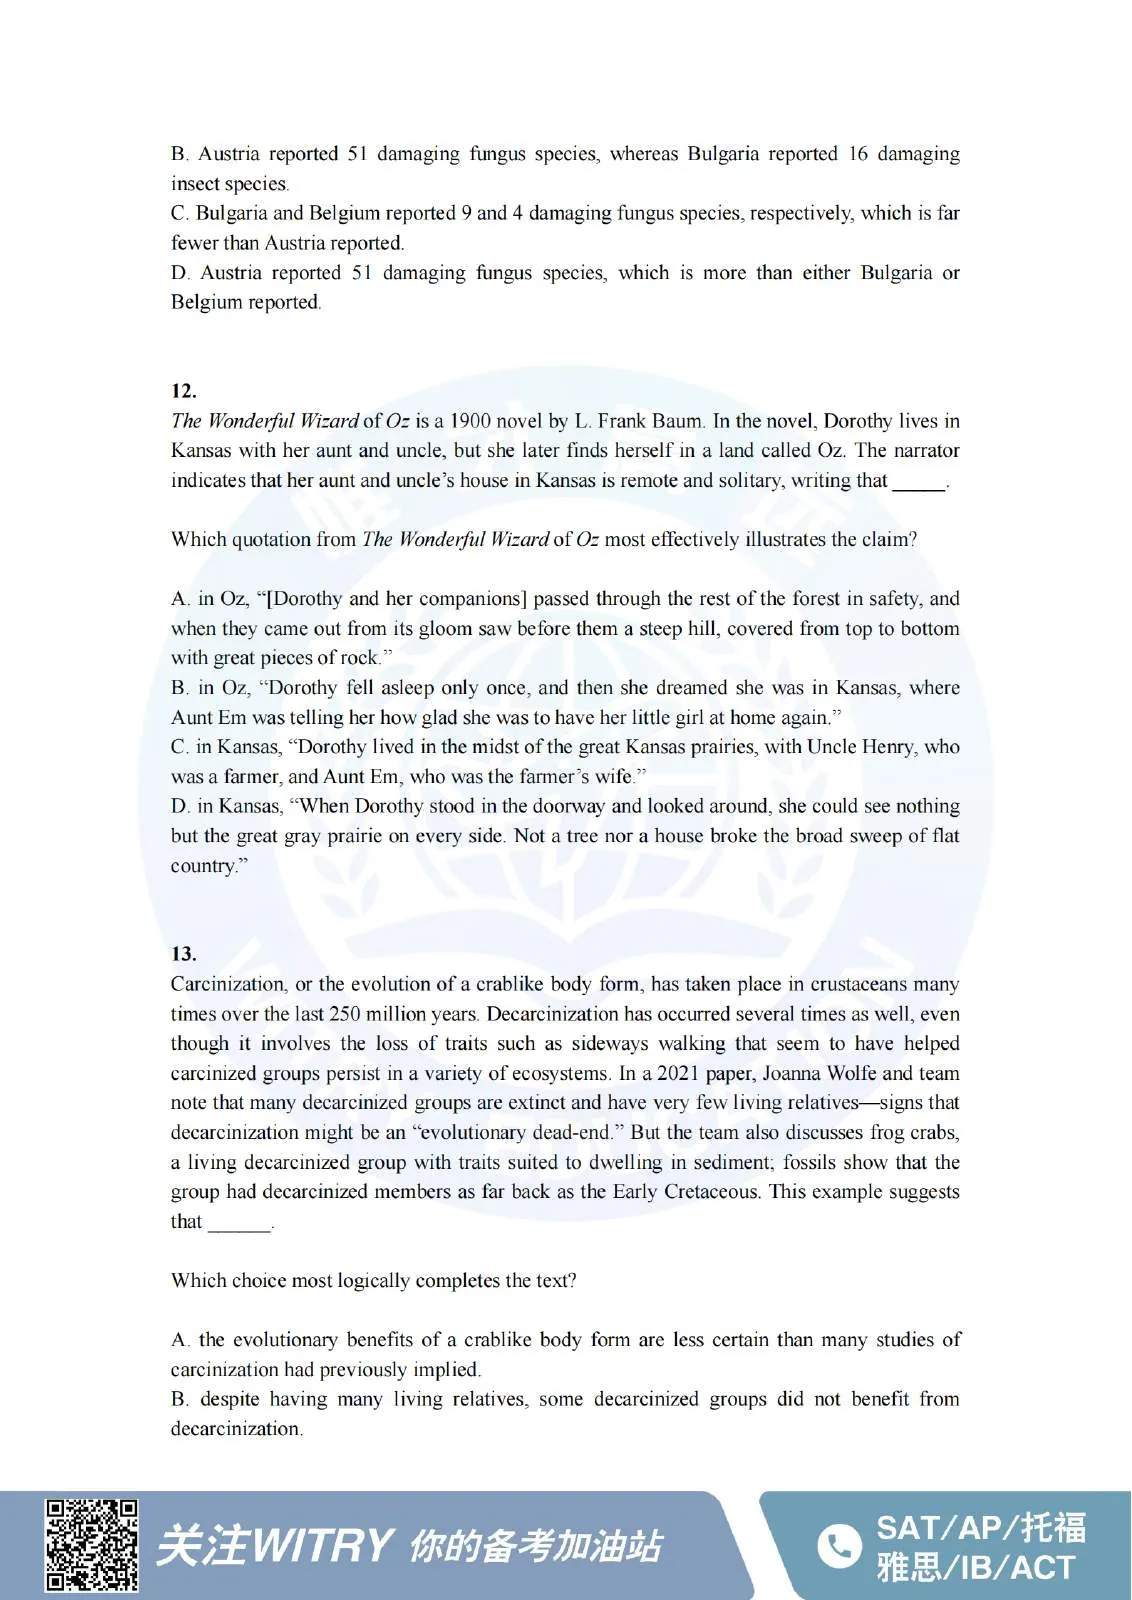 B. Austria reported 51 damaging fungus species, whereas Bulgaria reported 16 damaging
insect species.
C. Bulgaria and Belgium reported 9 and 4 damaging fungus species, respectively, which is far
fewer than Austria reported.
D. Austria reported 51 damaging fungus species, which is more than either Bulgaria or
Belgium reported.
12.
The Wonderful Wizard of Oz is a 1900 novel by L. Frank Baum. In the novel, Dorothy lives in
Kansas with her aunt and uncle, but she later finds herself in a land called Oz. The narrator
indicates that her aunt and uncle's house in Kansas is remote and solitary, writing that _____.
Which quotation from The Wonderful Wizard of Oz most effectively illustrates the claim?
A. in Oz, “[Dorothy and her companions] passed through the rest of the forest in safety, and
when they came out from its gloom saw before them a steep hill, covered from top to bottom
with great pieces of rock.”
B. in Oz, “Dorothy fell asleep only once, and then she dreamed she was in Kansas, where
Aunt Em was telling her how glad she was to have her little girl at home again.”
C. in Kansas, “Dorothy lived in the midst of the great Kansas prairies, with Uncle Henry, who
was a farmer, and Aunt Em, who was the farmer's wife.”
D. in Kansas, “When Dorothy stood in the doorway and looked around, she could see nothing
but the great gray prairie on every side. Not a tree nor a house broke the broad sweep of flat
country.”
13.
Carcinization, or the evolution of a crablike body form, has taken place in crustaceans many
times over the last 250 million years. Decarcinization has occurred several times as well, even
though it involves the loss of traits such as sideways walking that seem to have helped
carcinized groups persist in a variety of ecosystems. In a 2021 paper, Joanna Wolfe and team
note that many decarcinized groups are extinct and have very few living relatives—signs that
decarcinization might be an “evolutionary dead-end.” But the team also discusses frog crabs,
a living decarcinized group with traits suited to dwelling in sediment; fossils show that the
group had decarcinized members as far back as the Early Cretaceous. This example suggests
that ______.
Which choice most logically completes the text?
A. the evolutionary benefits of a crablike body form are less certain than many studies of
carcinization had previously implied.
B. despite having many living relatives, some decarcinized groups did not benefit from
decarcinization.
关注WITRY 你的备考加油站
SAT/AP/托福
雅思/IB/ACT